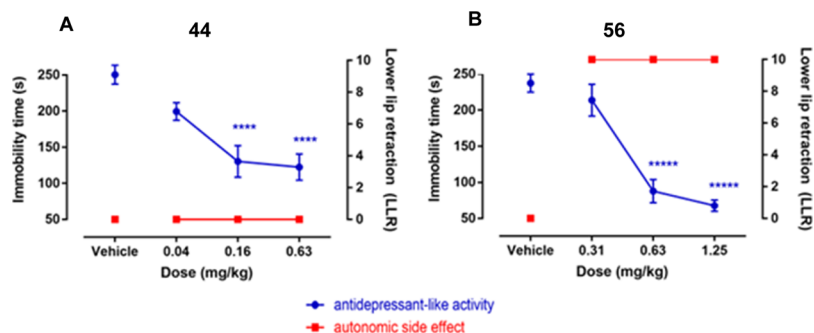 A
44
Immobility time (s)
250
200
150
100
50
****
****
10
8
6
4
2
0
Lower lip retraction (LLR)
Vehicle 0.04 0.16 0.63
Dose (mg/kg)
B
56
Immobility time (s)
250
200
150
100
50
*****
*****
10
8
6
4
2
0
Lower lip retraction (LLR)
Vehicle 0.31 0.63 1.25
Dose (mg/kg)
antidepressant-like activity
autonomic side effect